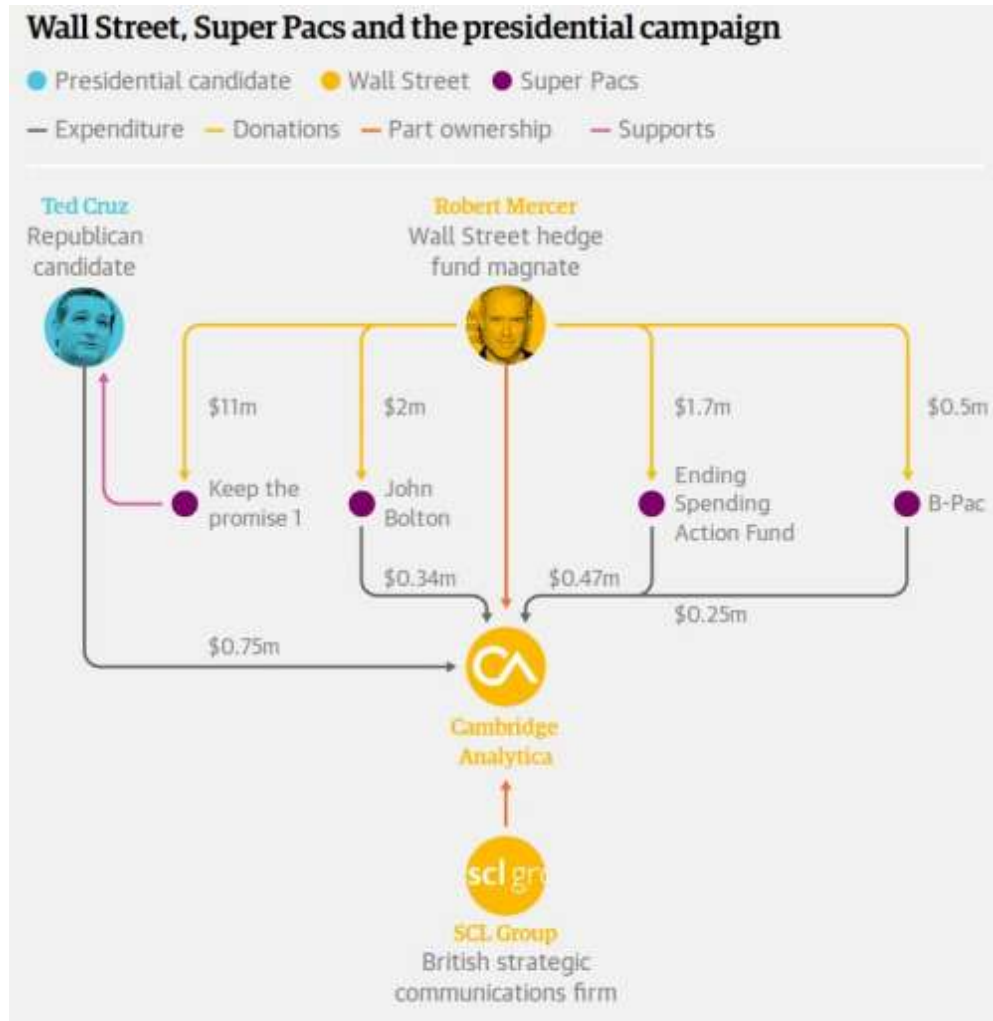 Wall Street, Super Pacs and the presidential campaign
Presidential candidate Wall Street Super Pacs
Expenditure Donations Part ownership Supports
Ted Cruz
Republican
candidate
Robert Mercer
Wall Street hedge
fund magnate
$11m
$2m
$1.7m
$0.5m
Keep the
promise 1
John
Bolton
Ending
Spending
Action Fund
B-Pac
$0.34m
$0.47m
$0.25m
$0.75m
CA
Cambridge
Analytica
scl gro
SCL Group
British strategic
communications firm